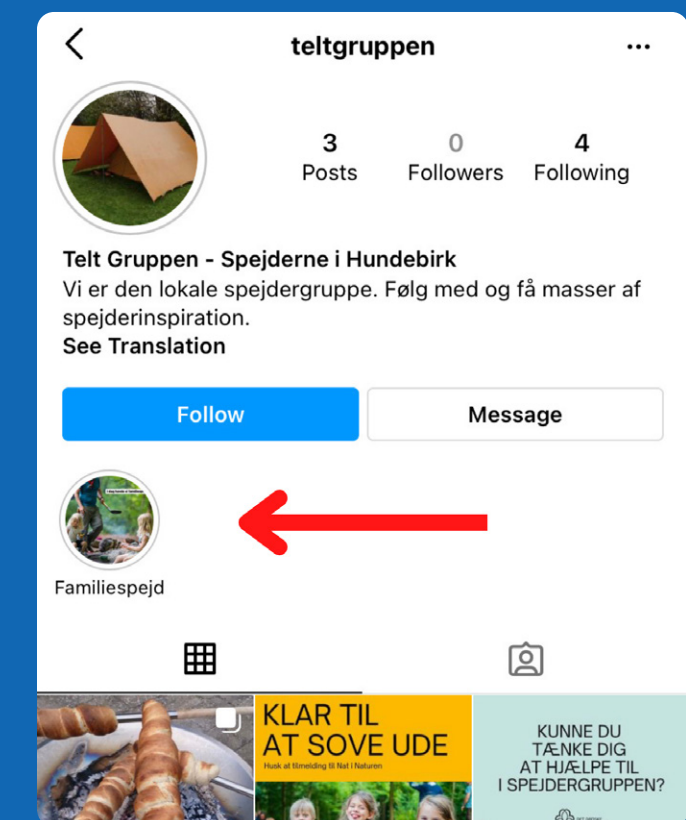 teltgruppen
3
Posts
0
Followers
4
Following
Telt Gruppen - Spejderne i Hundebirk
Vi er den lokale spejdergruppe. Følg med og få masser af
spejderinspiration.
See Translation
Follow
Message
Familiespejd
KLAR TIL
AT SOVE UDE
Husk at tilmelding til Nat i Naturen
KUNNE DU
TÆNKE DIG
AT HJÆLPE TIL
I SPEJDERGRUPPEN?